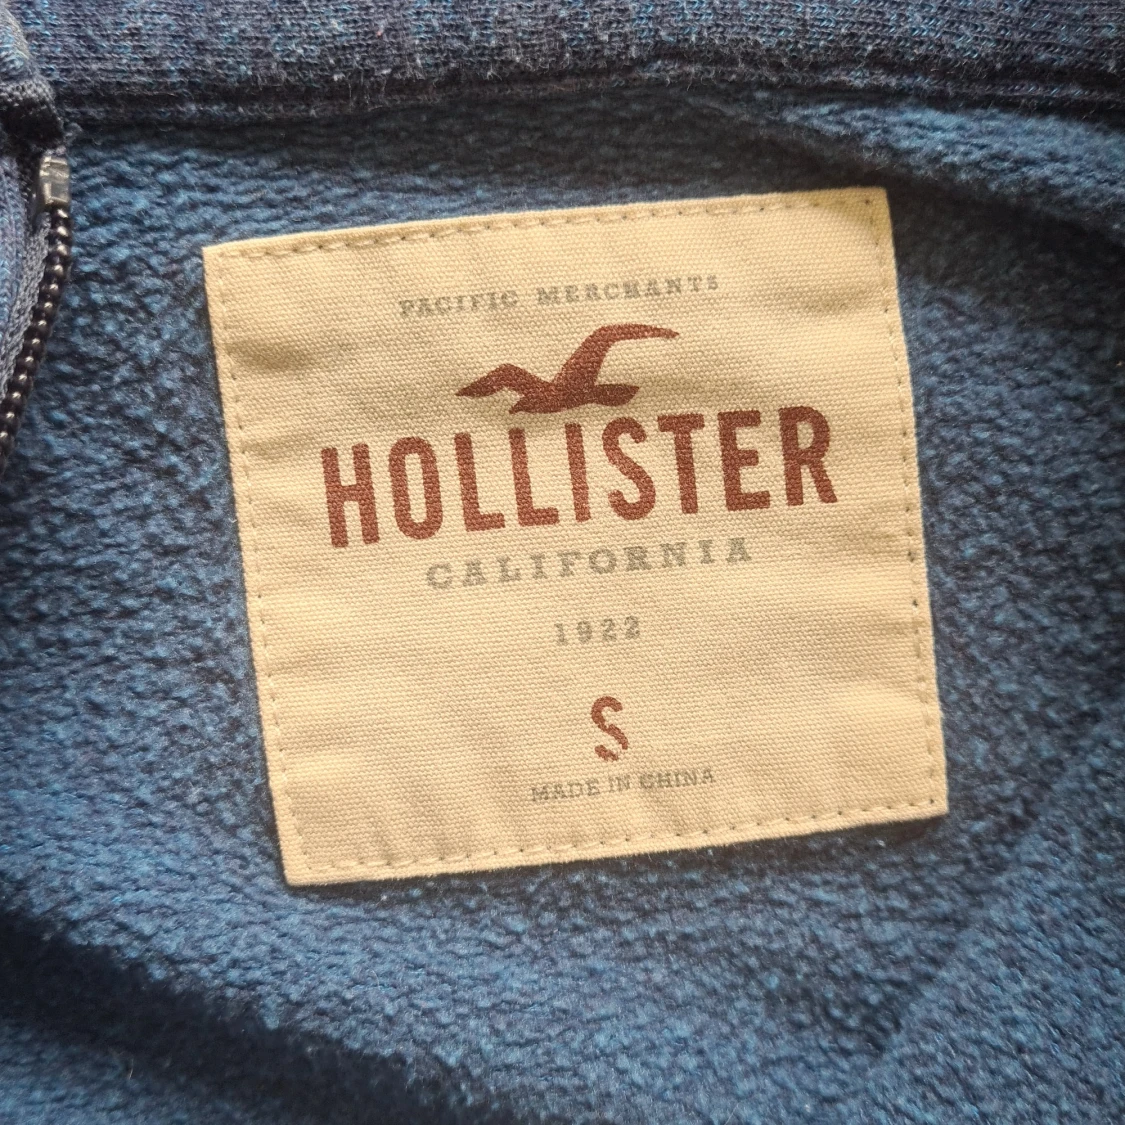 PACIFIC MERCHANTS
HOLLISTER
CALIFORNIA
1922
S
MADE IN CHINA